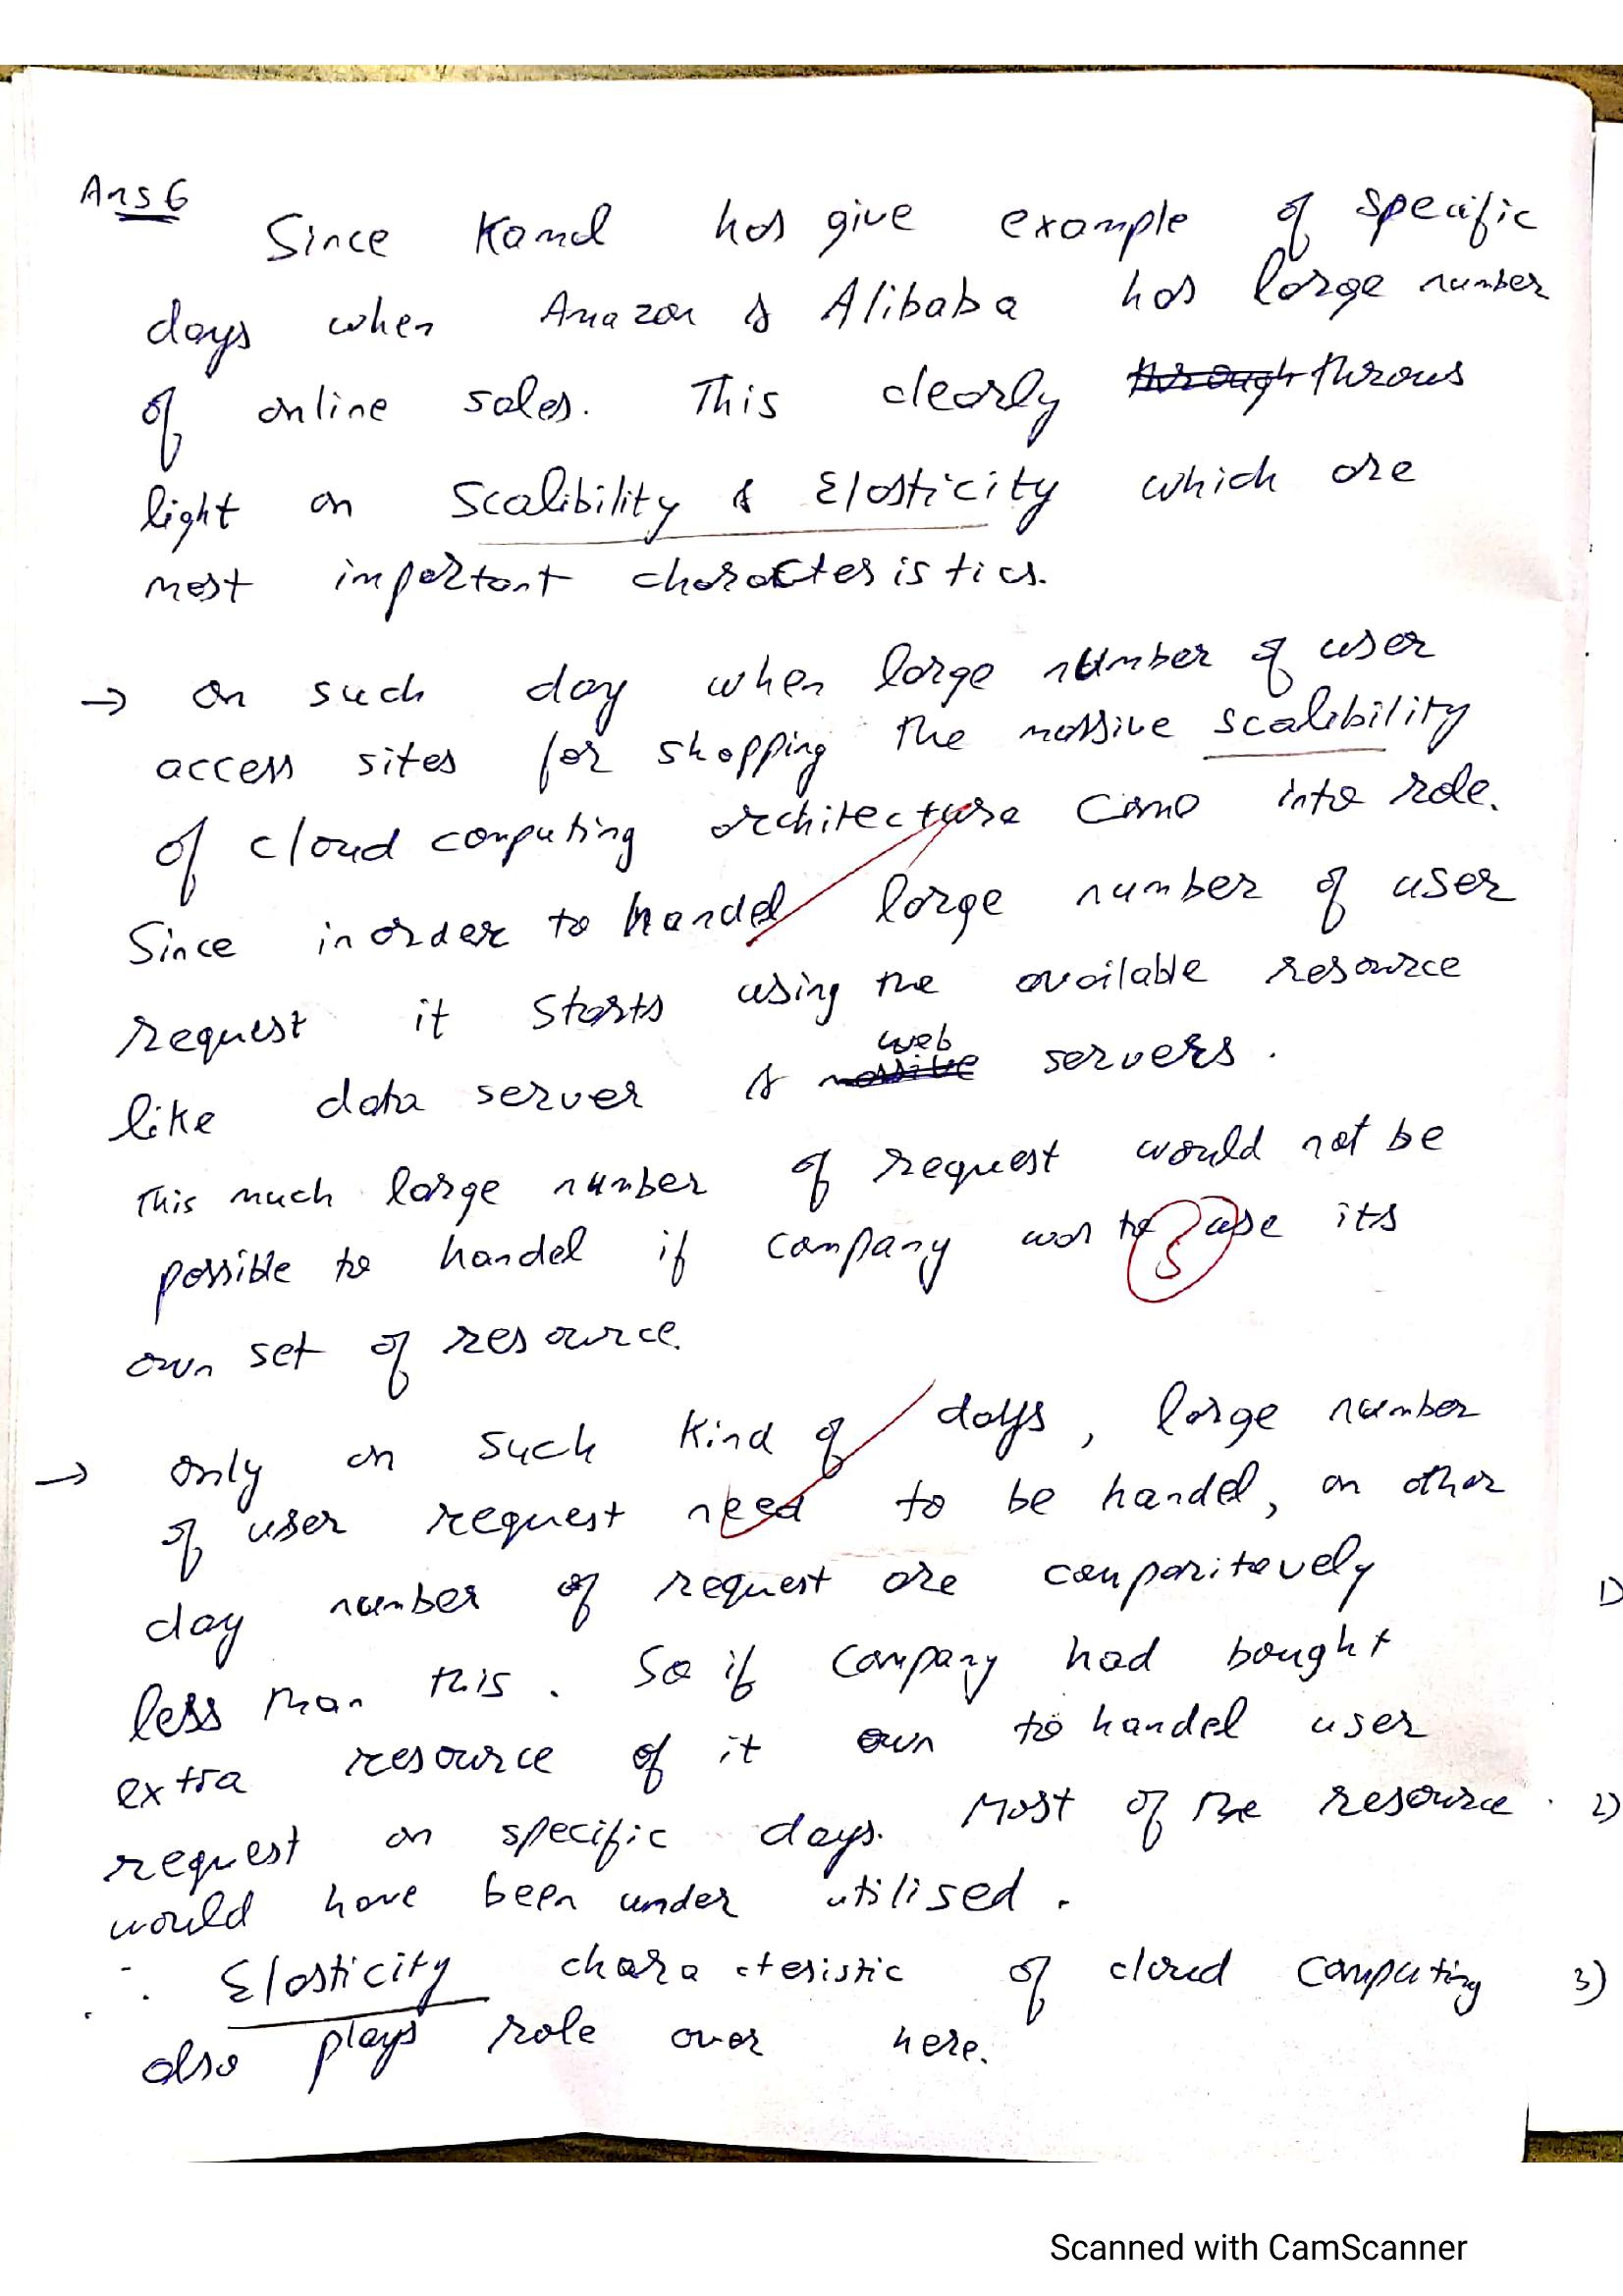 Ans 6
Since Kamal has give example of specific
days when Amazon & Alibaba has large number
of online sales. This clearly through throws
light on Scalibility & Elasticity which are
most important characteristics.
→ on such day when large number of user
access sites for shopping the massive scalibility
of cloud computing architecture come into role.
Since inorder to handel large number of user
request it starts using the available resource
web
like data server & massive servers.
This much large number of request would not be
possible to handel if company was to use its
5
own set of resource.
→ only on such kind of days, large number
of user request need to be handel, on other
day number of request are comparitavely
1)
less than this. So if company had bought
extra resource of it own to handel user
request on specific days. Most of the resource
2)
would have been under utilised.
∴ Elasticity characteristic of cloud computing
3)
also plays role over here.
Scanned with CamScanner